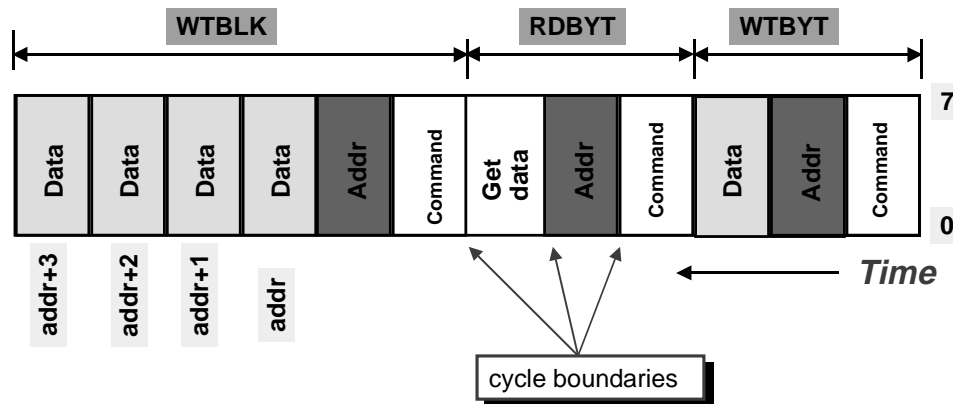 WTBLK RDBYT WTBYT
Data Data Data Data Addr Command Get data Addr Command Data Addr Command
7
0
addr+3 addr+2 addr+1 addr
Time
cycle boundaries